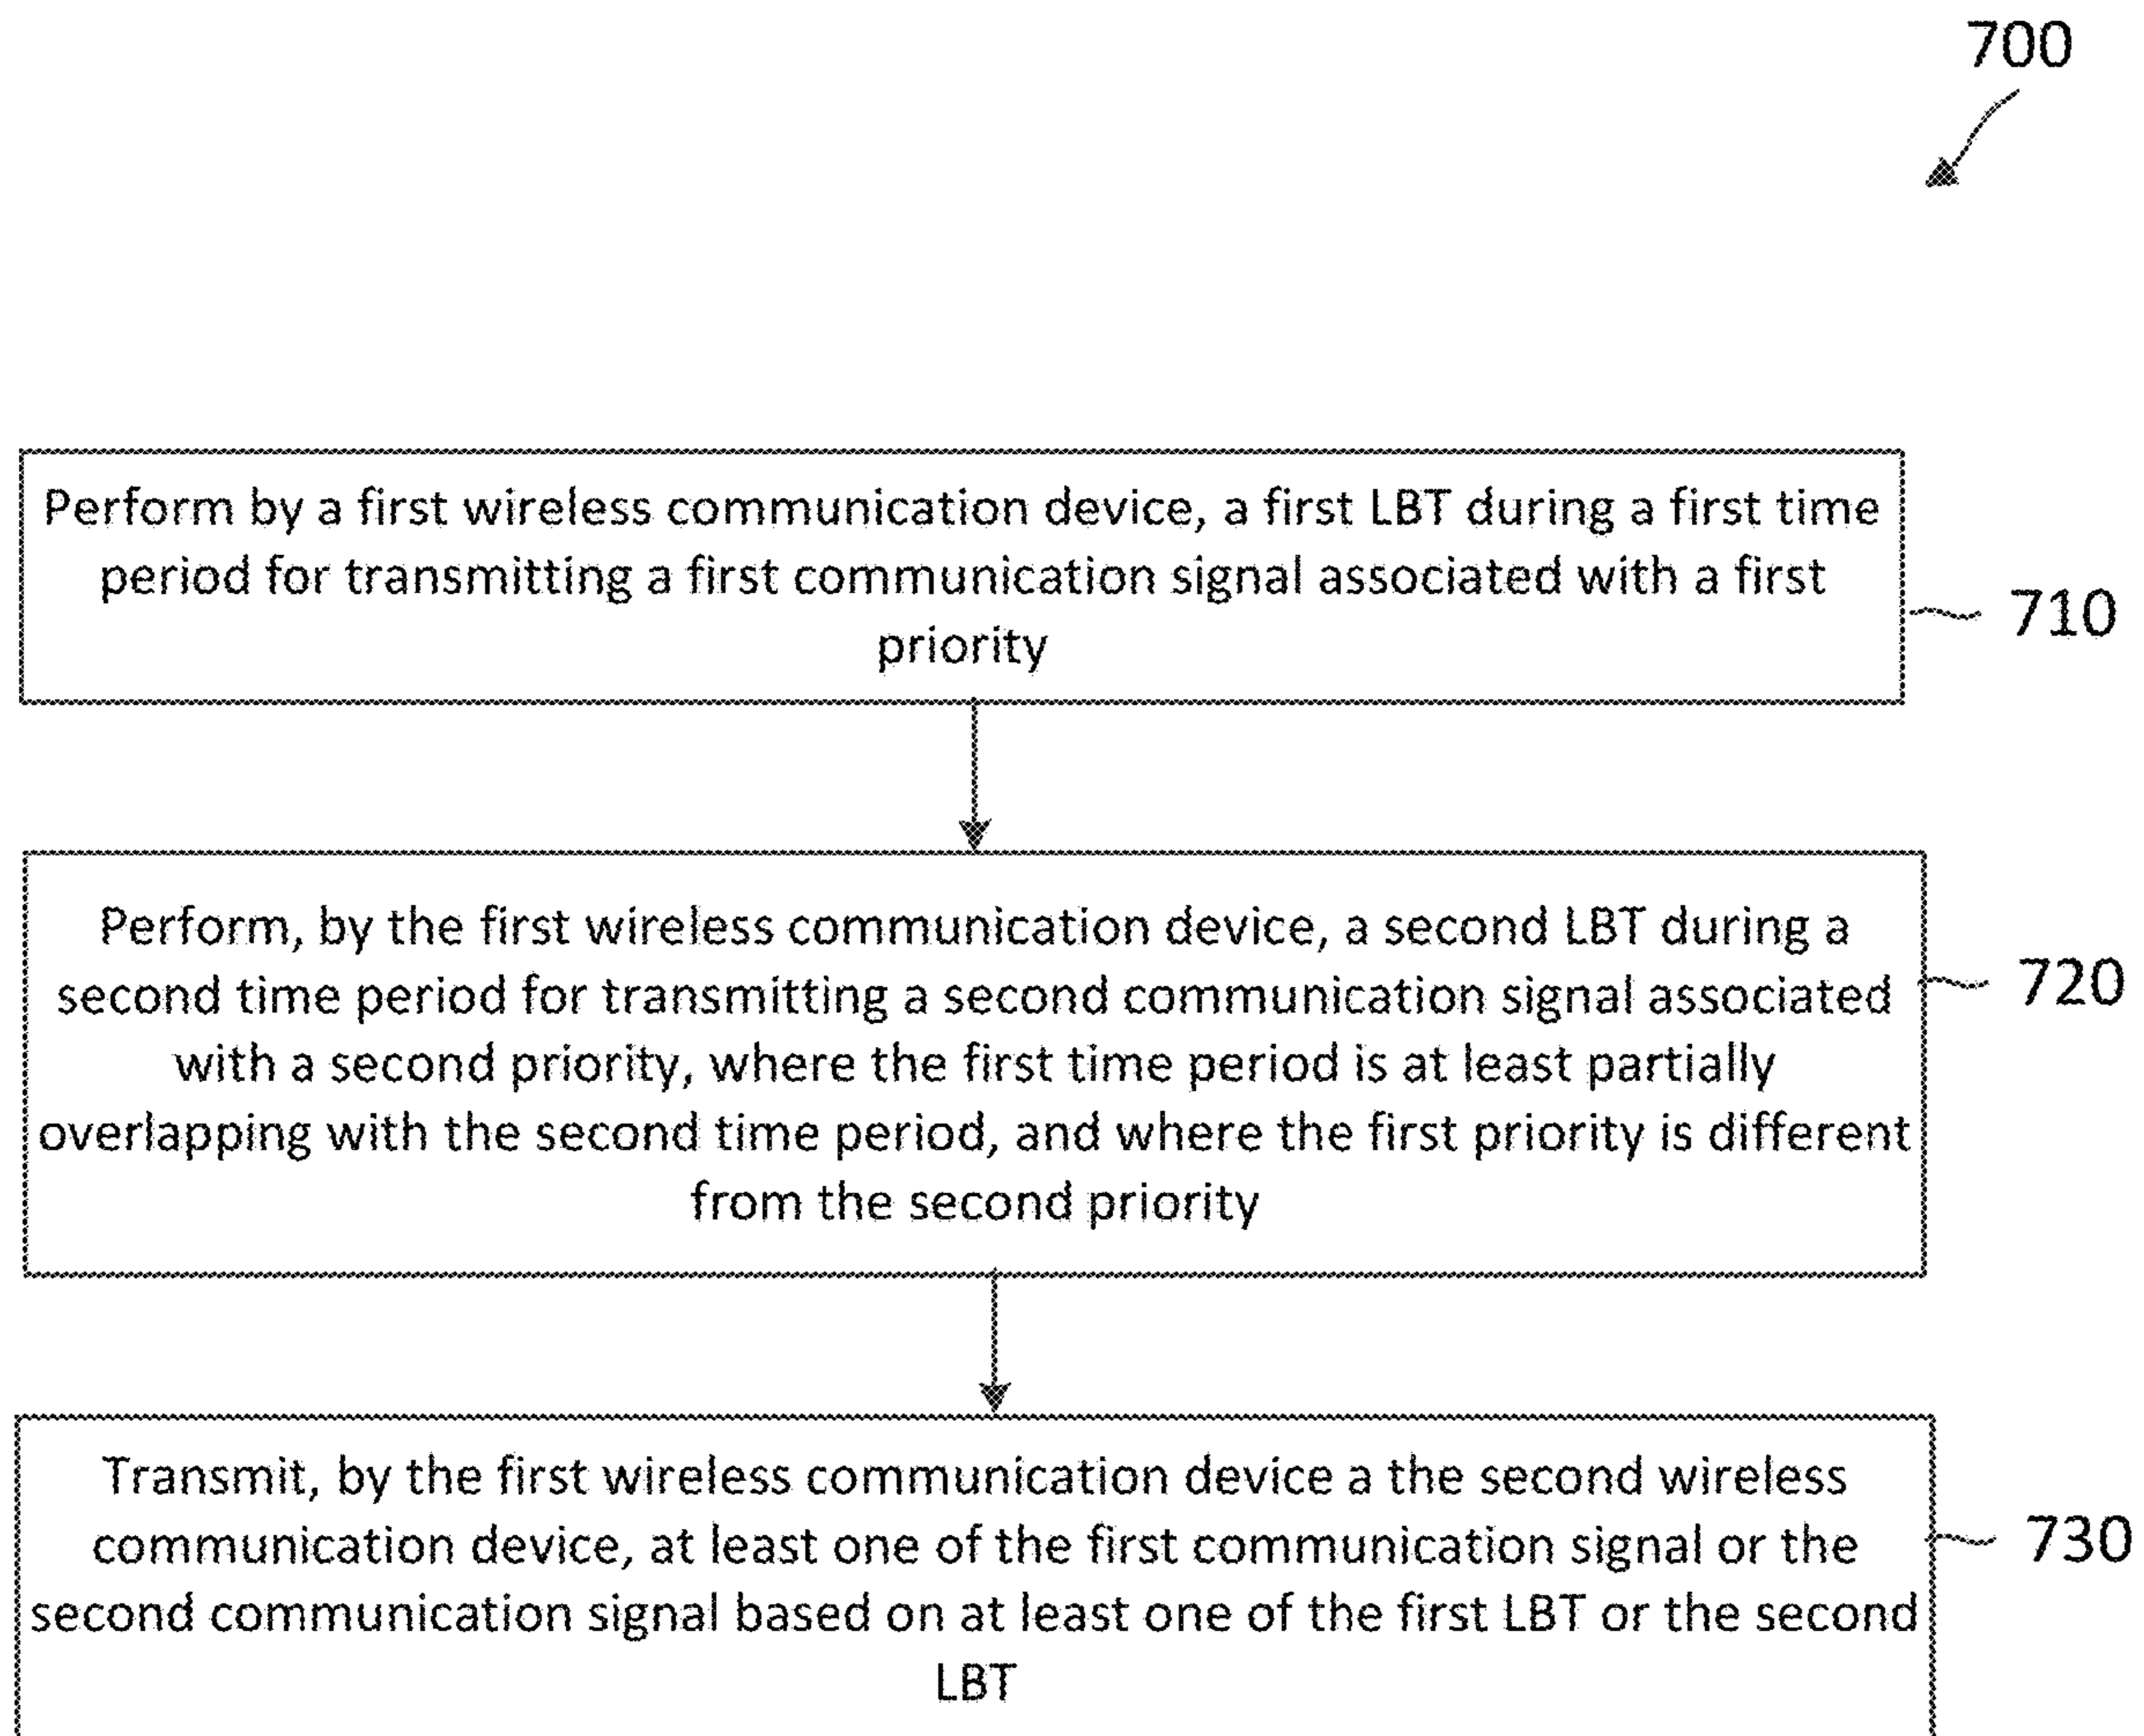 700
Perform by a first wireless communication device, a first LBT during a first time
period for transmitting a first communication signal associated with a first
priority
710
Perform, by the first wireless communication device, a second LBT during a
second time period for transmitting a second communication signal associated
with a second priority, where the first time period is at least partially
overlapping with the second time period, and where the first priority is different
from the second priority
720
Transmit, by the first wireless communication device a the second wireless
communication device, at least one of the first communication signal or the
second communication signal based on at least one of the first LBT or the second
LBT
730